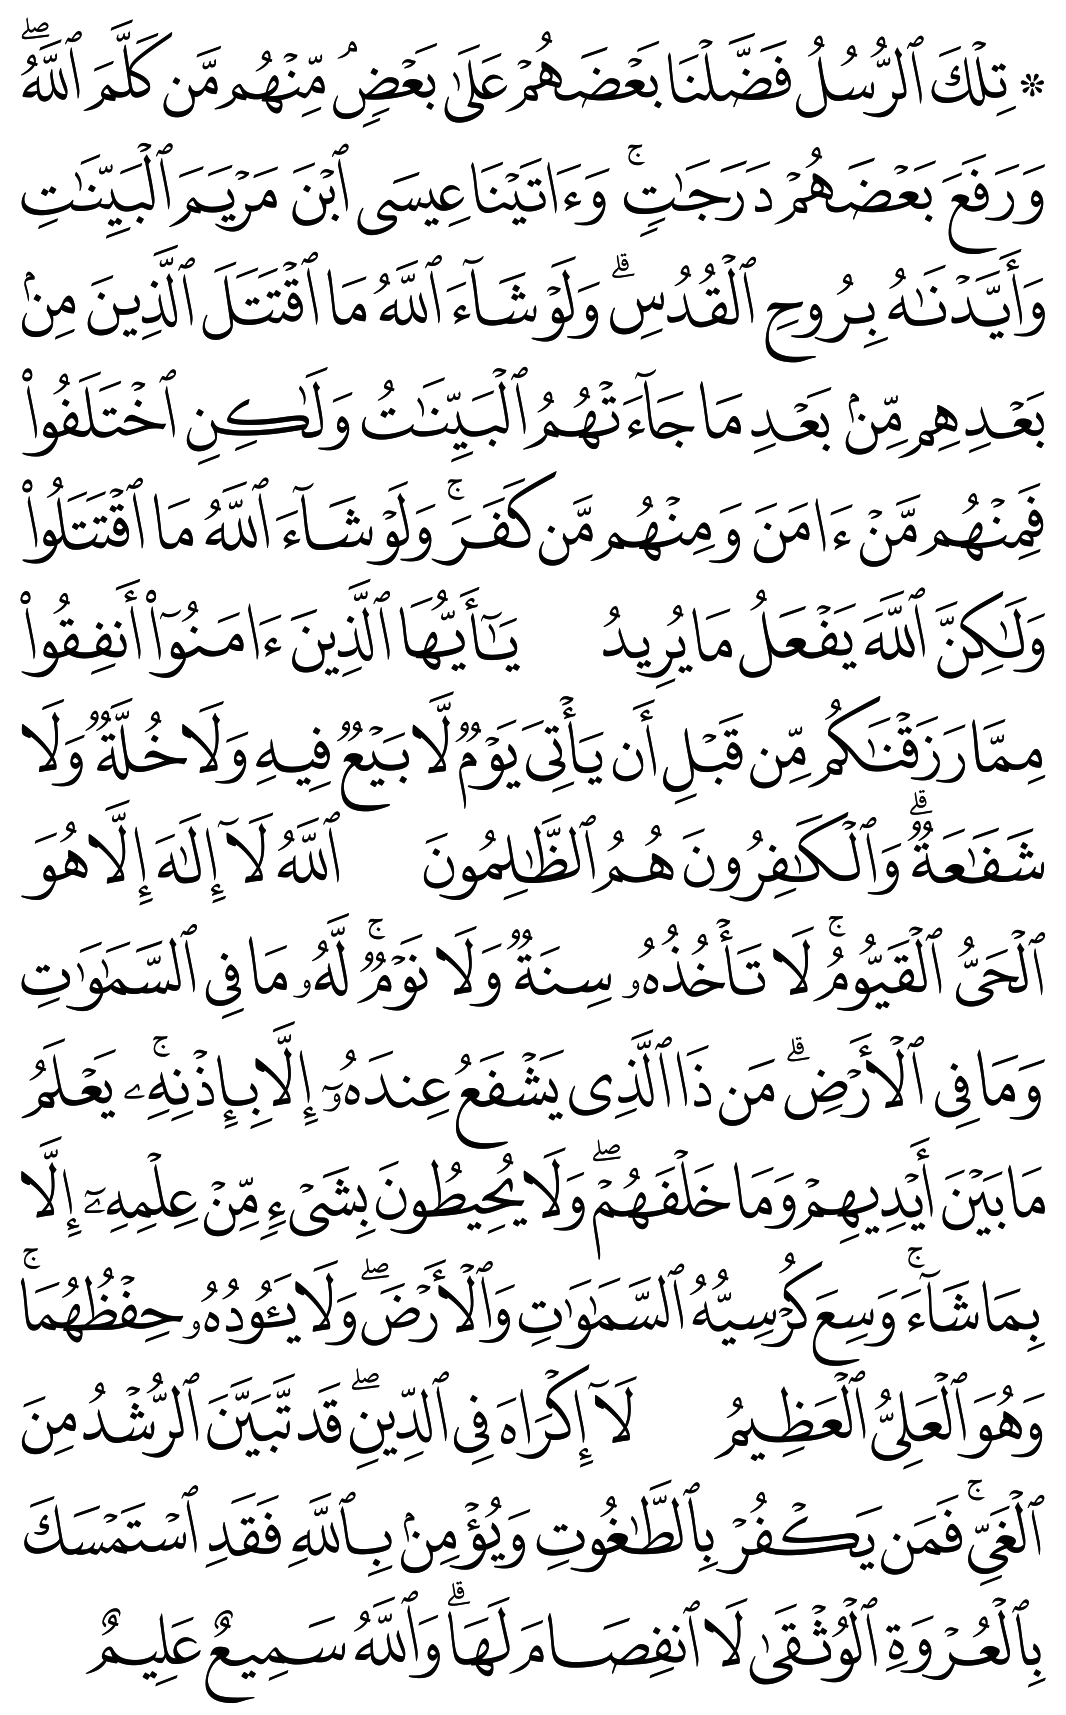 ۞ تِلْكَ ٱلرُّسُلُ فَضَّلْنَا بَعْضَهُمْ عَلَىٰ بَعْضٍۘ مِّنْهُم مَّن كَلَّمَ ٱللَّهُۖ
وَرَفَعَ بَعْضَهُمْ دَرَجَٰتٍۚ وَءَاتَيْنَا عِيسَى ٱبْنَ مَرْيَمَ ٱلْبَيِّنَٰتِ
وَأَيَّدْنَٰهُ بِرُوحِ ٱلْقُدُسِۗ وَلَوْ شَآءَ ٱللَّهُ مَا ٱقْتَتَلَ ٱلَّذِينَ مِنۢ
بَعْدِهِم مِّنۢ بَعْدِ مَا جَآءَتْهُمُ ٱلْبَيِّنَٰتُ وَلَٰكِنِ ٱخْتَلَفُوا۟
فَمِنْهُم مَّنْ ءَامَنَ وَمِنْهُم مَّن كَفَرَۚ وَلَوْ شَآءَ ٱللَّهُ مَا ٱقْتَتَلُوا۟
وَلَٰكِنَّ ٱللَّهَ يَفْعَلُ مَا يُرِيدُ يَٰٓأَيُّهَا ٱلَّذِينَ ءَامَنُوٓا۟ أَنفِقُوا۟
مِمَّا رَزَقْنَٰكُم مِّن قَبْلِ أَن يَأْتِىَ يَوْمٌ لَّا بَيْعٌ فِيهِ وَلَا خُلَّةٌ وَلَا
شَفَٰعَةٌۗ وَٱلْكَٰفِرُونَ هُمُ ٱلظَّٰلِمُونَ ٱللَّهُ لَآ إِلَٰهَ إِلَّا هُوَ
ٱلْحَىُّ ٱلْقَيُّومُۚ لَا تَأْخُذُهُۥ سِنَةٌ وَلَا نَوْمٌۚ لَّهُۥ مَا فِى ٱلسَّمَٰوَٰتِ
وَمَا فِى ٱلْأَرْضِۗ مَن ذَا ٱلَّذِى يَشْفَعُ عِندَهُۥٓ إِلَّا بِإِذْنِهِۦۚ يَعْلَمُ
مَا بَيْنَ أَيْدِيهِمْ وَمَا خَلْفَهُمْۖ وَلَا يُحِيطُونَ بِشَىْءٍ مِّنْ عِلْمِهِۦٓ إِلَّا
بِمَا شَآءَۚ وَسِعَ كُرْسِيُّهُ ٱلسَّمَٰوَٰتِ وَٱلْأَرْضَۖ وَلَا يَـُٔودُهُۥ حِفْظُهُمَاۚ
وَهُوَ ٱلْعَلِىُّ ٱلْعَظِيمُ لَآ إِكْرَاهَ فِى ٱلدِّينِۖ قَد تَّبَيَّنَ ٱلرُّشْدُ مِنَ
ٱلْغَىِّۚ فَمَن يَكْفُرْ بِٱلطَّٰغُوتِ وَيُؤْمِنۢ بِٱللَّهِ فَقَدِ ٱسْتَمْسَكَ
بِٱلْعُرْوَةِ ٱلْوُثْقَىٰ لَا ٱنفِصَامَ لَهَاۗ وَٱللَّهُ سَمِيعٌ عَلِيمٌ